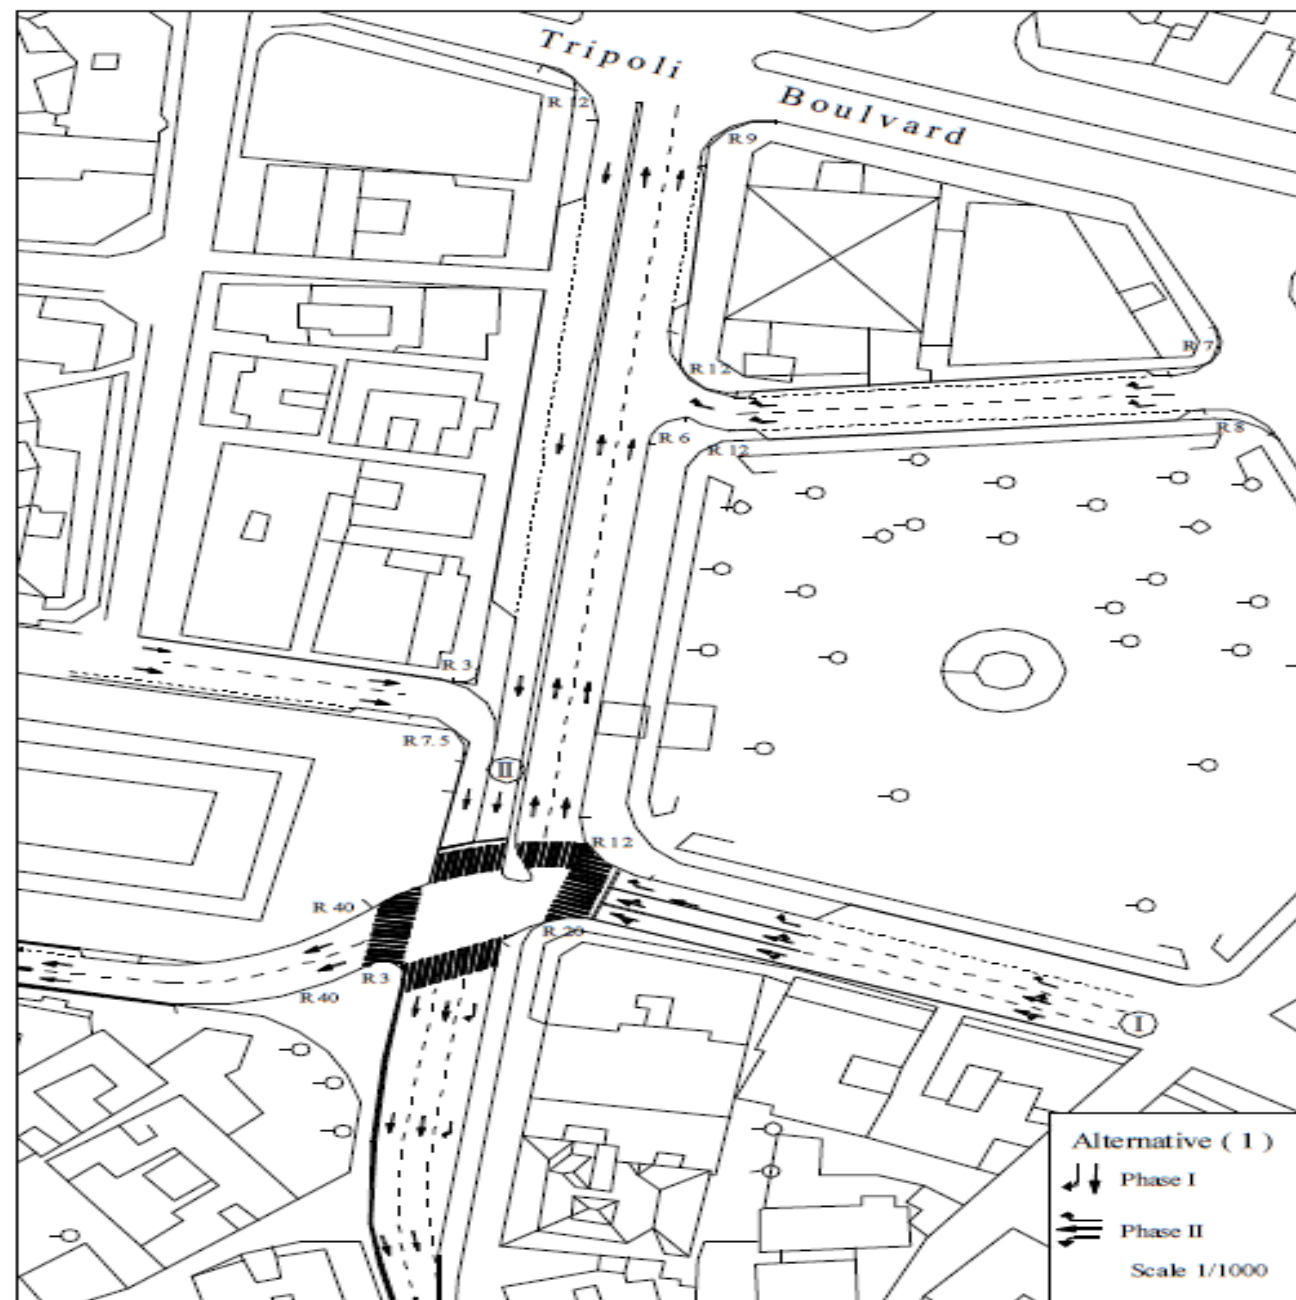 Tripoli
Boulvard
R 12
R9
R 7
R 12
R 6
R 12
R 8
R 3
R 7.5
II
R 12
R 40
R 20
R 3
R 40
I
Alternative ( 1 )
Phase I
Phase II
Scale 1/1000